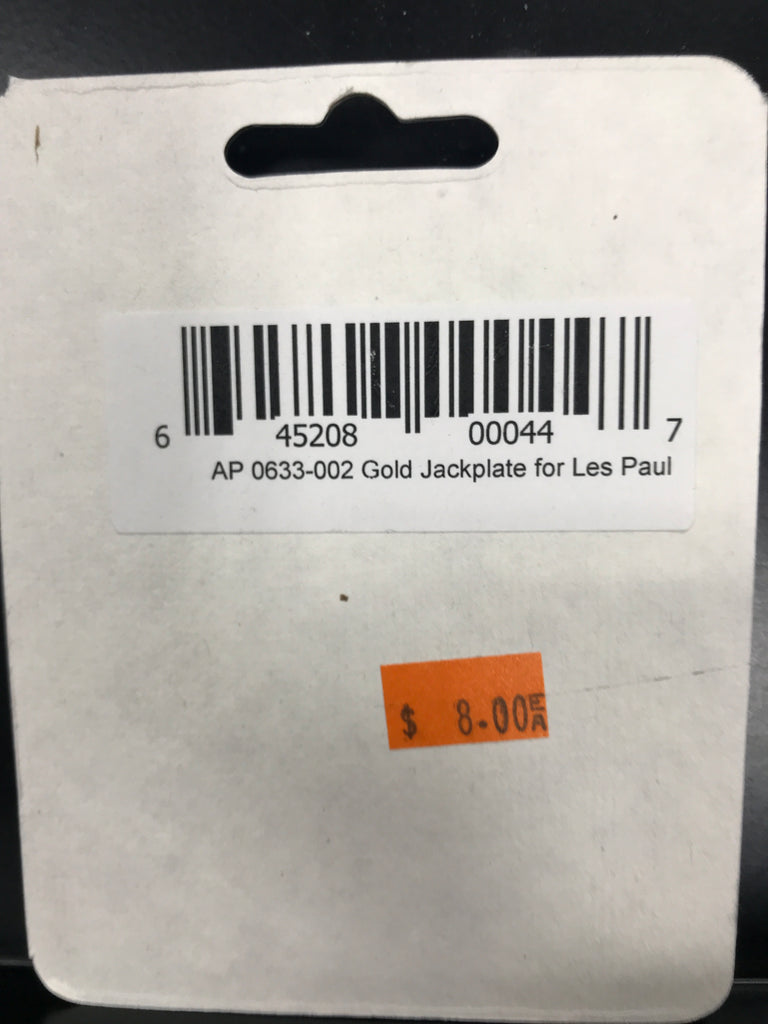 6 45208 00044 7
AP 0633-002 Gold Jackplate for Les Paul
$ 8.00 EA